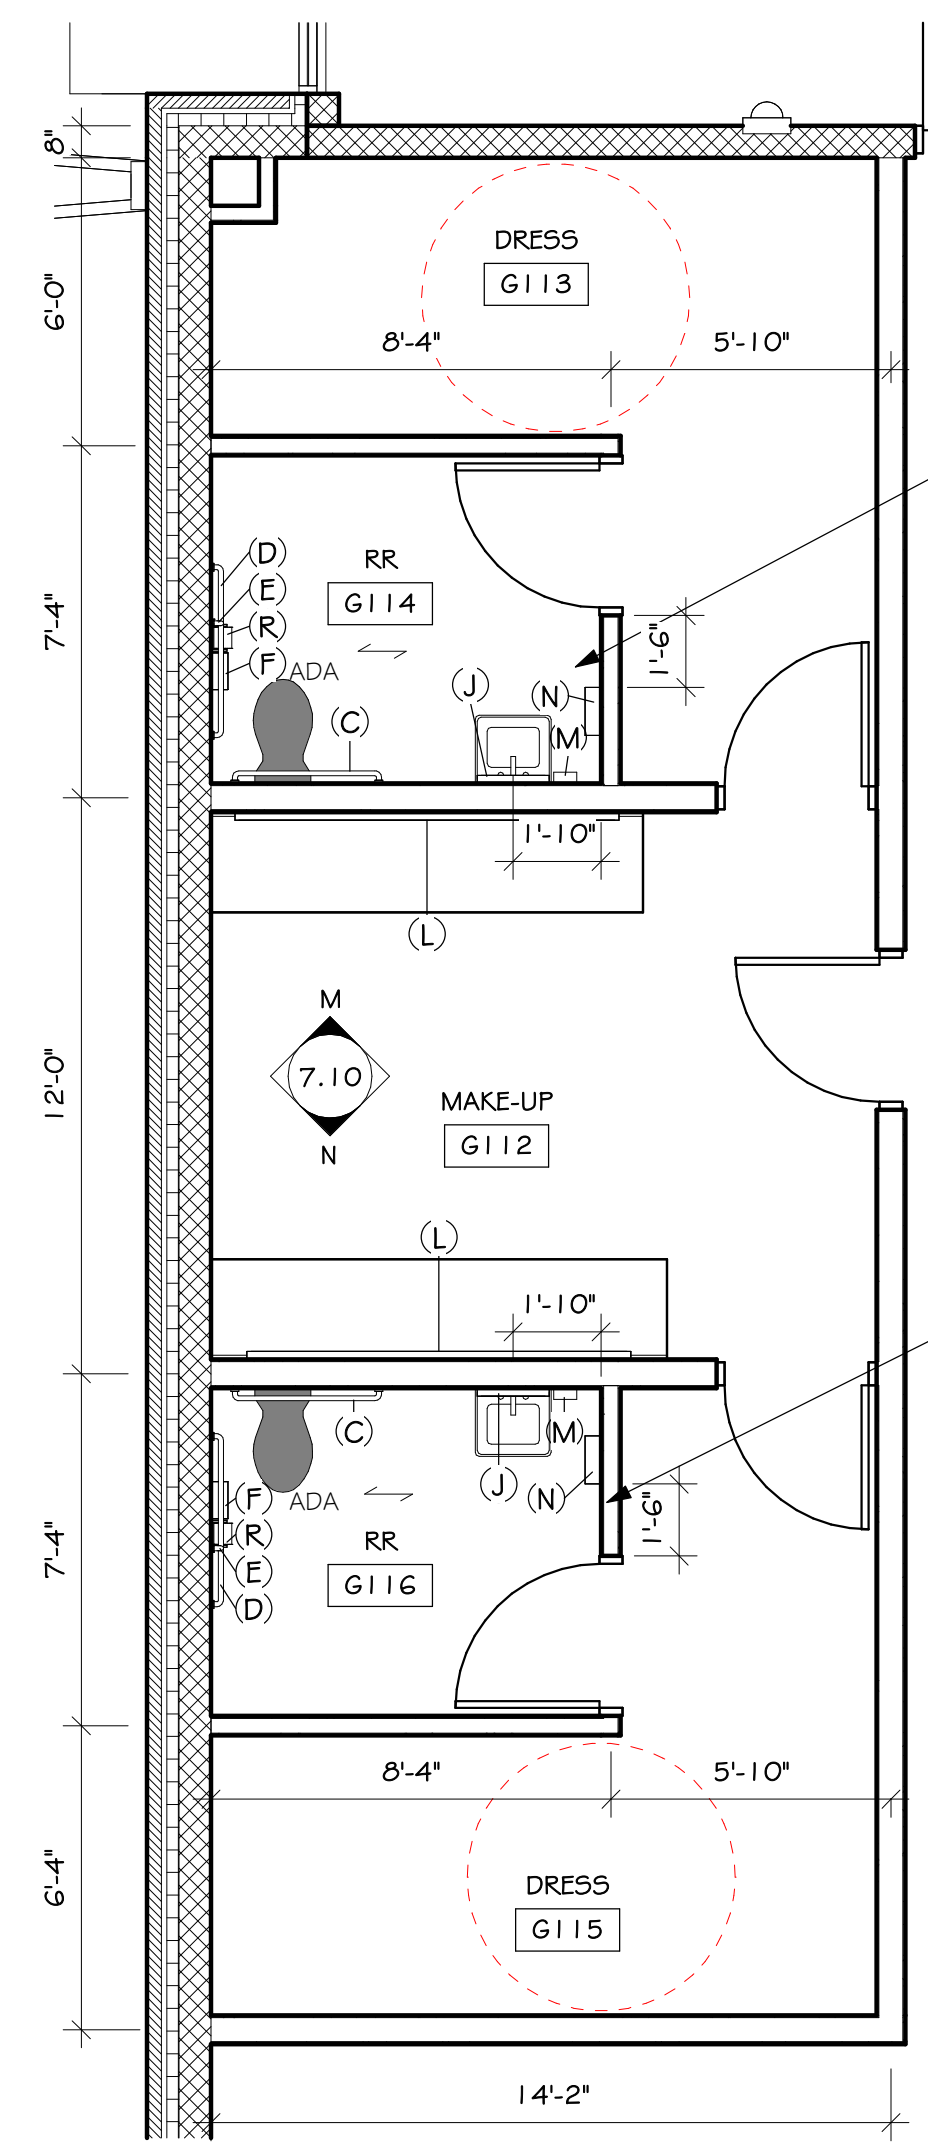 8"
DRESS
G113
6'-0"
8'-4"
5'-10"
(D)
RR
(E)
G114
7'-4"
(R)
1'-6"
(F)
ADA
(J)
(N)
(C)
(M)
1'-10"
(L)
M
7.10
12'-0"
MAKE-UP
G112
N
(L)
1'-10"
(C)
(M)
(J)
(F)
ADA
(N)
1'-6"
(R)
RR
7'-4"
(E)
G116
(D)
8'-4"
5'-10"
6'-4"
DRESS
G115
14'-2"